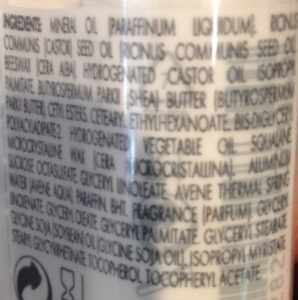 INGREDIENTS: MINERAL OIL [PARAFFINUM LIQUIDUM]. RICINUS
COMMUNIS [CASTOR] SEED OIL [RICINUS COMMUNIS SEED OIL].
BEESWAX [CERA ALBA]. HYDROGENATED CASTOR OIL. ISOPROPYL
PALMITATE. BUTYROSPERMUM PARKII [SHEA] BUTTER [BUTYROSPERMUM
PARKII BUTTER]. CETYL ESTERS. CETEARYL ETHYLHEXANOATE. BIS-DIGLYCERYL
POLYACYLADIPATE-2. HYDROGENATED VEGETABLE OIL. SQUALANE.
MICROCRYSTALLINE WAX [CERA MICROCRISTALLINA]. ALUMINUM
SUCROSE OCTASULFATE. GLYCERYL LINOLEATE. AVENE THERMAL SPRING
WATER [AVENE AQUA]. PARAFFIN. BHT. FRAGRANCE [PARFUM]. GLYCERYL
LINOLENATE. GLYCERYL OLEATE. GLYCERYL PALMITATE. GLYCERYL STEARATE.
GLYCINE SOJA [SOYBEAN] OIL [GLYCINE SOJA OIL]. ISOPROPYL MYRISTATE.
STEARYL GLYCYRRHETINATE. TOCOPHEROL. TOCOPHERYL ACETATE.